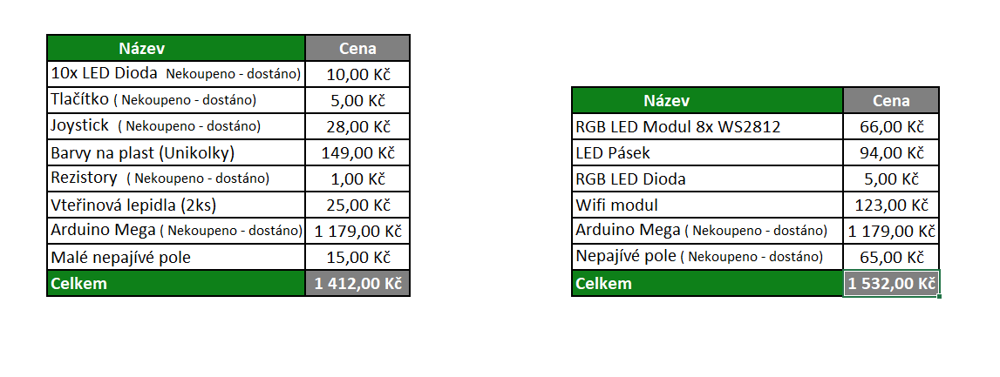 Název Cena
10x LED Dioda Nekoupeno - dostáno) 10,00 Kč
Tlačítko ( Nekoupeno - dostáno) 5,00 Kč
Joystick ( Nekoupeno - dostáno) 28,00 Kč
Barvy na plast (Unikolky) 149,00 Kč
Rezistory ( Nekoupeno - dostáno) 1,00 Kč
Vteřinová lepidla (2ks) 25,00 Kč
Arduino Mega ( Nekoupeno - dostáno) 1 179,00 Kč
Malé nepajívé pole 15,00 Kč
Celkem 1 412,00 Kč
Název Cena
RGB LED Modul 8x WS2812 66,00 Kč
LED Pásek 94,00 Kč
RGB LED Dioda 5,00 Kč
Wifi modul 123,00 Kč
Arduino Mega ( Nekoupeno - dostáno) 1 179,00 Kč
Nepajívé pole ( Nekoupeno - dostáno) 65,00 Kč
Celkem 1 532,00 Kč